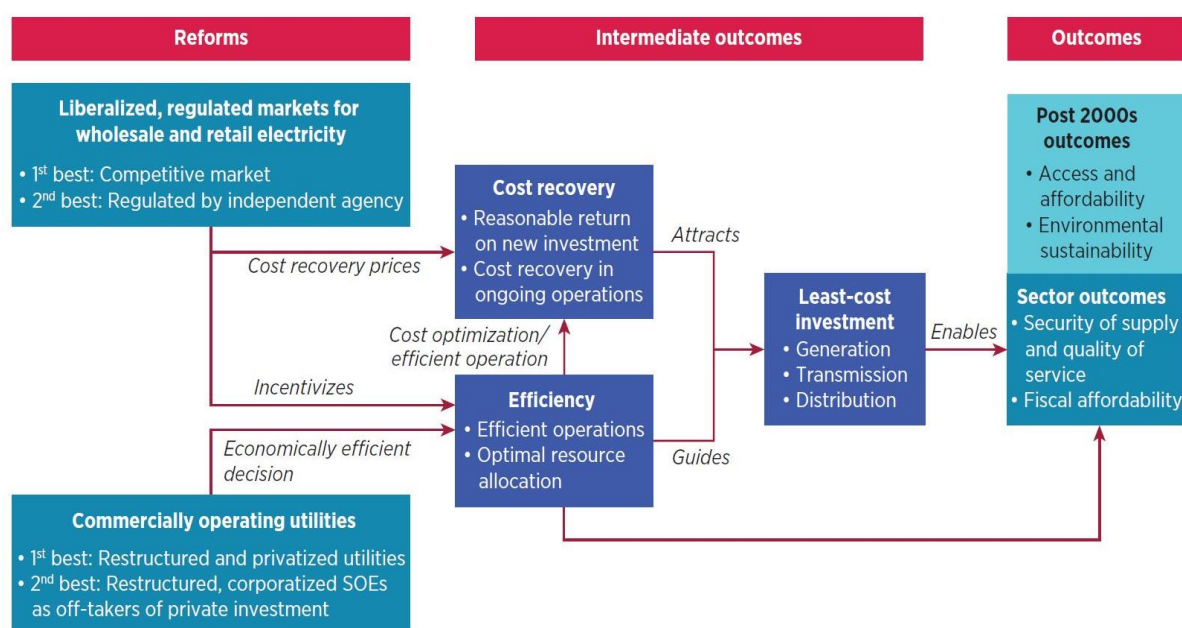 Reforms
Intermediate outcomes
Outcomes
Liberalized, regulated markets for
wholesale and retail electricity
• 1st best: Competitive market
• 2nd best: Regulated by independent agency
Cost recovery prices
Incentivizes
Economically efficient
decision
Commercially operating utilities
• 1st best: Restructured and privatized utilities
• 2nd best: Restructured, corporatized SOEs
as off-takers of private investment
Cost recovery
• Reasonable return
on new investment
• Cost recovery in
ongoing operations
Cost optimization/
efficient operation
Efficiency
• Efficient operations
• Optimal resource
allocation
Attracts
Guides
Least-cost
investment
• Generation
• Transmission
• Distribution
Enables
Post 2000s
outcomes
• Access and
affordability
• Environmental
sustainability
Sector outcomes
• Security of supply
and quality of
service
• Fiscal affordability